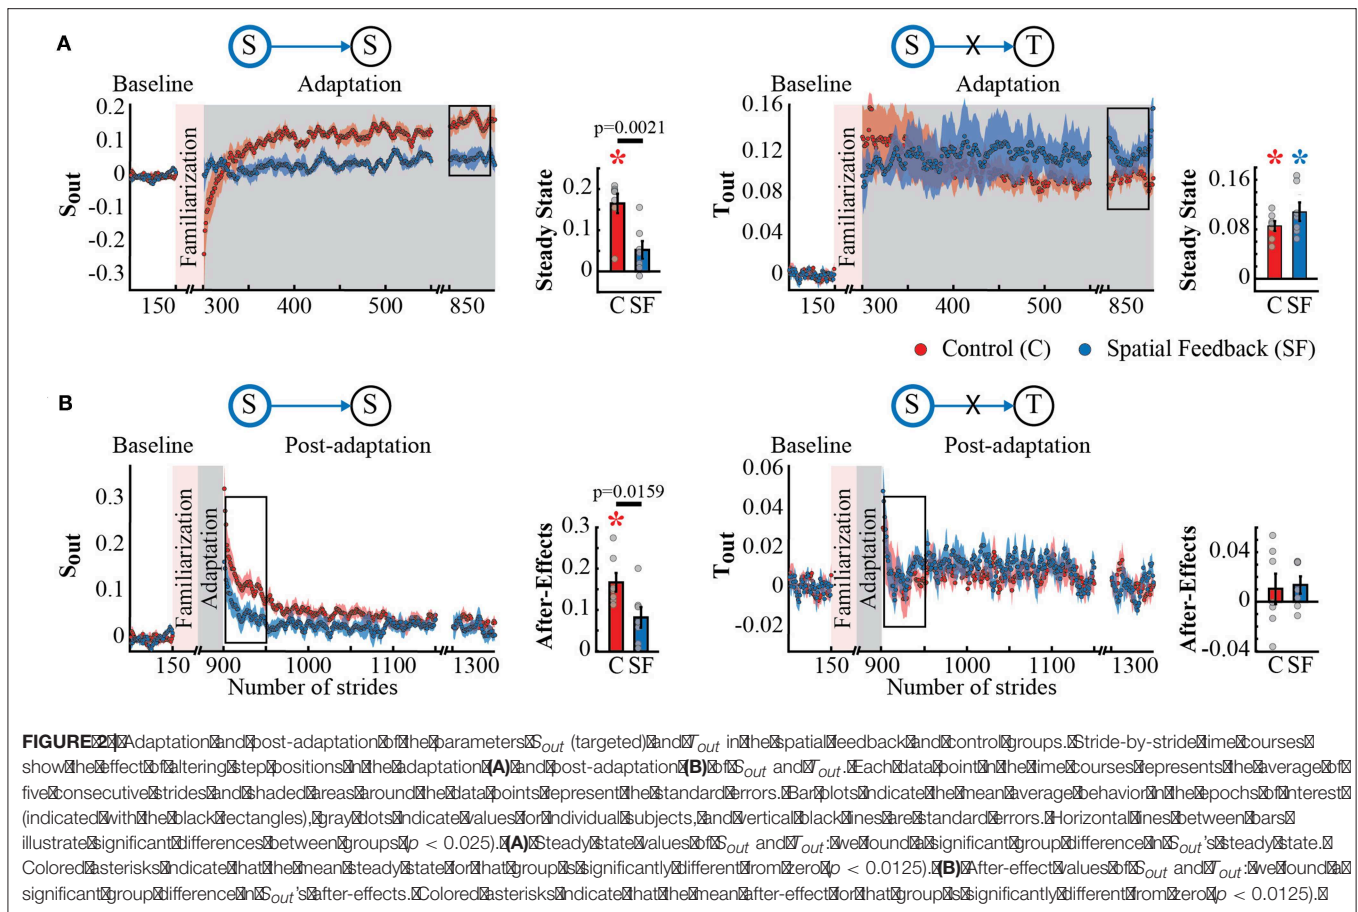 A
S
S
S
X
T
Baseline
Adaptation
Baseline
Adaptation
0.2
0.1
0
-0.1
-0.2
-0.3
Sout
Familiarization
150
300
400
500
850
p=0.0021
*
0.2
0.1
0
Steady State
C SF
0.16
0.12
0.08
0.04
0
Tout
Familiarization
150
300
400
500
850
* *
0.16
0.08
0
Steady State
C SF
Control (C)
Spatial Feedback (SF)
B
S
S
S
X
T
Baseline
Post-adaptation
Baseline
Post-adaptation
0.3
0.2
0.1
0
Sout
Familiarization
Adaptation
150
900
1000
1100
1300
Number of strides
p=0.0159
*
0.3
0.2
0.1
0
After-Effects
C SF
0.06
0.04
0.02
0
-0.02
Tout
Familiarization
Adaptation
150
900
1000
1100
1300
Number of strides
0.04
0
-0.04
After-Effects
C SF
FIGURE 2 | Adaptation and post-adaptation of the parameters Sout (targeted) and Tout in the spatial feedback and control groups. Stride-by-stride time courses
show the effect of altering step positions in the adaptation (A) and post-adaptation (B) of Sout and Tout. Each data point in the time courses represents the average of
five consecutive strides and shaded areas around the data points represent the standard errors. Bar plots indicate the mean average behavior in the epochs of interest
(indicated with the black rectangles), gray dots indicate values for individual subjects, and vertical black lines are standard errors. Horizontal lines between bars
illustrate significant differences between groups (p < 0.025). (A) Steady state values of Sout and Tout: we found a significant group difference in Sout's steady state.
Colored asterisks indicate that the mean steady state for that group is significantly different from zero (p < 0.0125). (B) After-effect values of Sout and Tout: we found a
significant group difference in Sout's after-effects. Colored asterisks indicate that the mean after-effect for that group is significantly different from zero (p < 0.0125).